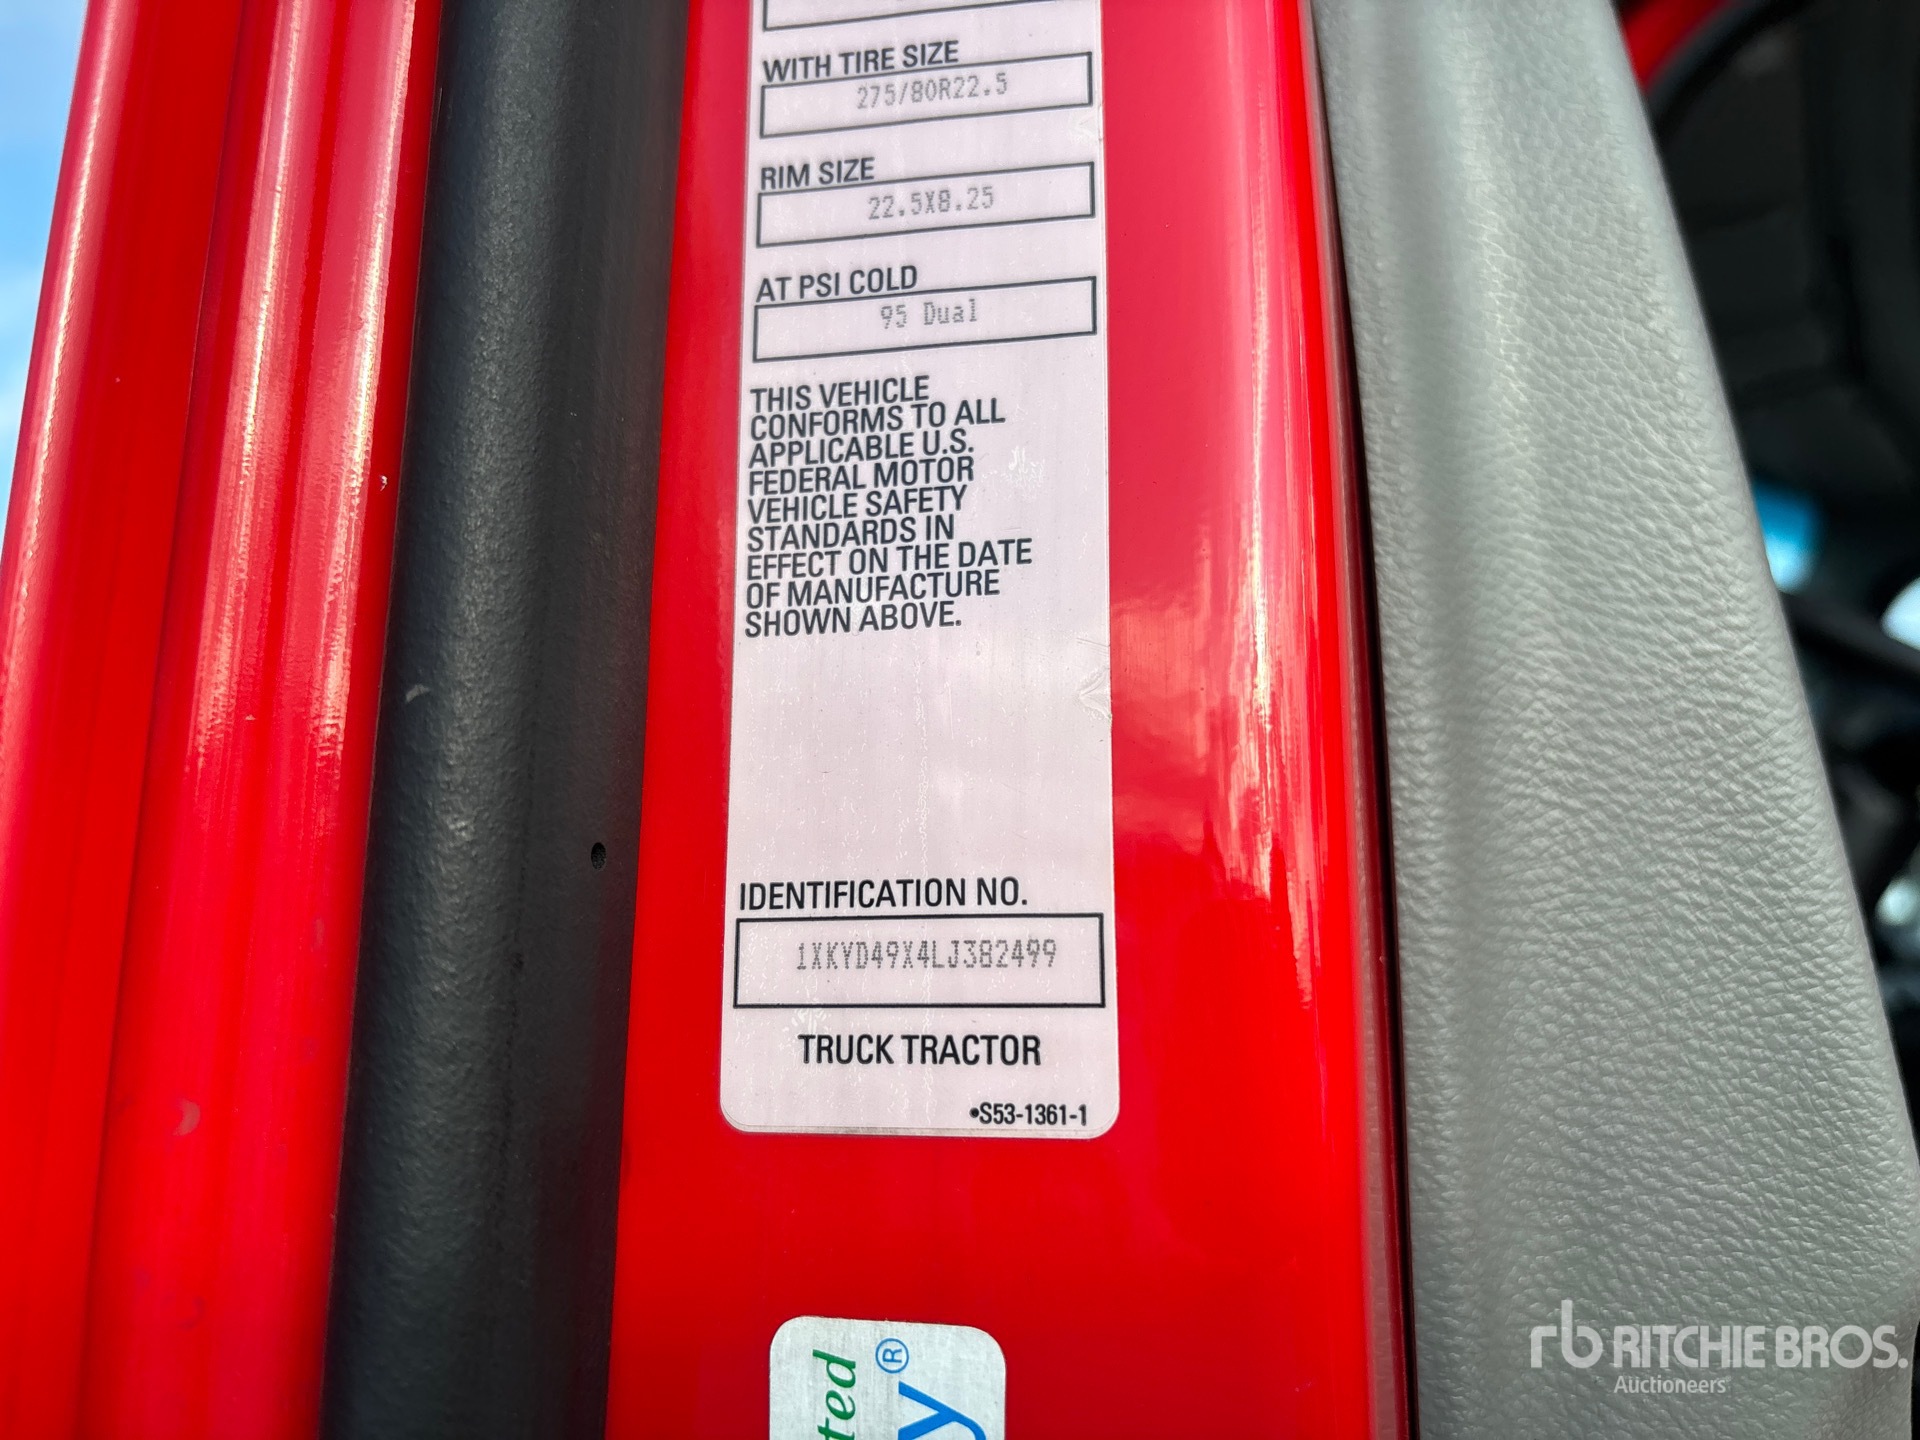 WITH TIRE SIZE
275/80R22.5
RIM SIZE
22.5X8.25
AT PSI COLD
95 Dual
THIS VEHICLE
CONFORMS TO ALL
APPLICABLE U.S.
FEDERAL MOTOR
VEHICLE SAFETY
STANDARDS IN
EFFECT ON THE DATE
OF MANUFACTURE
SHOWN ABOVE.
IDENTIFICATION NO.
1XKYD49X4LJ382499
TRUCK TRACTOR
•S53-1361-1
rb RITCHIE BROS.
Auctioneers